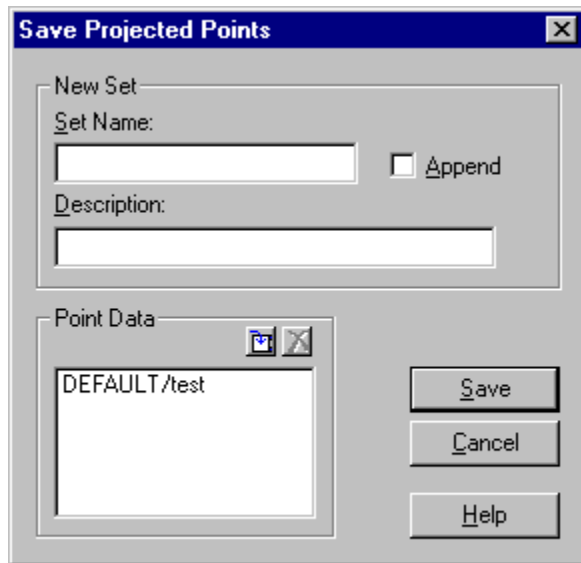 Save Projected Points
New Set
Set Name:
Append
Description:
Point Data
DEFAULT/test
Save
Cancel
Help